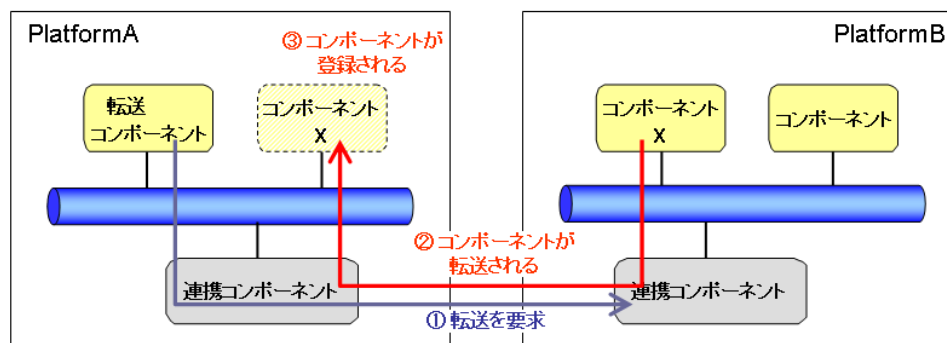 PlatformA
③コンポーネントが
登録される
転送
コンポーネント
コンポーネント
X
連携コンポーネント
②コンポーネントが
転送される
①転送を要求
PlatformB
コンポーネント
X
コンポーネント
連携コンポーネント